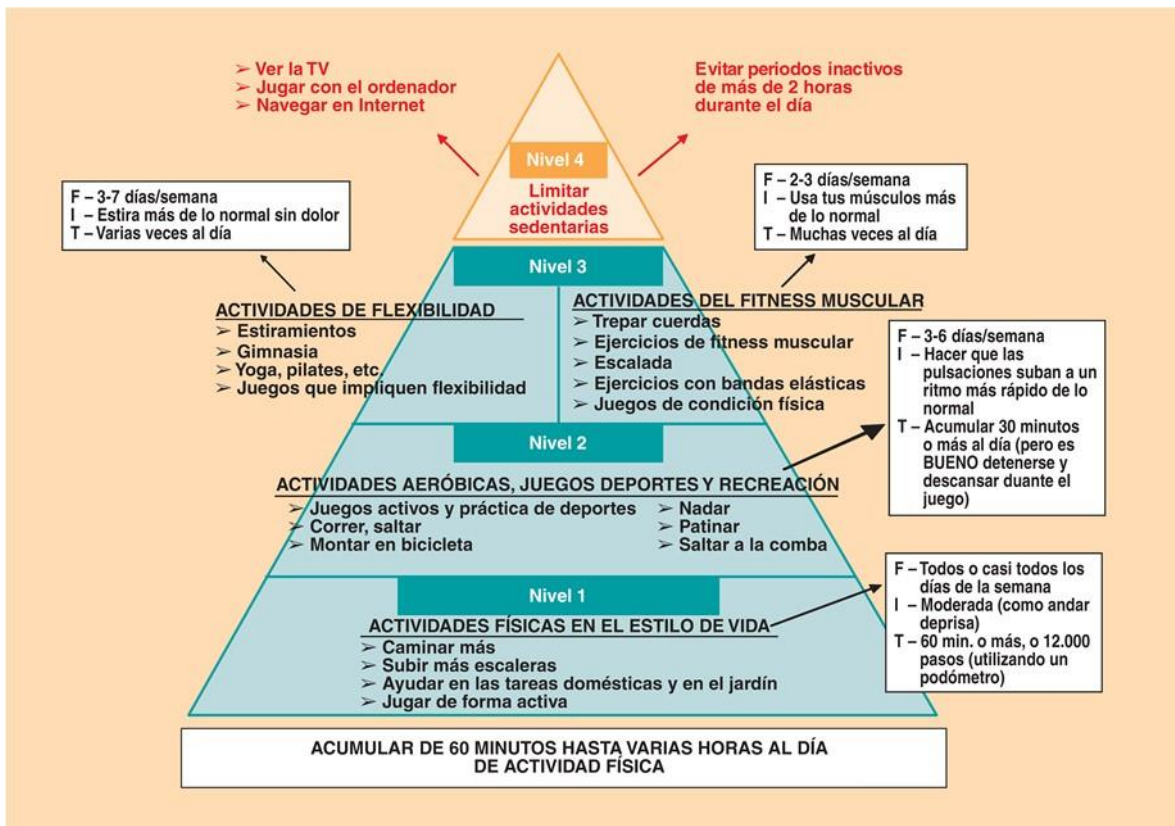 ➢ Ver la TV
➢ Jugar con el ordenador
➢ Navegar en Internet
Evitar periodos inactivos
de más de 2 horas
durante el día
Nivel 4
Limitar
actividades
sedentarias
F – 3-7 días/semana
I – Estira más de lo normal sin dolor
T – Varias veces al día
F – 2-3 días/semana
I – Usa tus músculos más
de lo normal
T – Muchas veces al día
Nivel 3
ACTIVIDADES DE FLEXIBILIDAD
➢ Estiramientos
➢ Gimnasia
➢ Yoga, pilates, etc.
➢ Juegos que impliquen flexibilidad
ACTIVIDADES DEL FITNESS MUSCULAR
➢ Trepar cuerdas
➢ Ejercicios de fitness muscular
➢ Escalada
➢ Ejercicios con bandas elásticas
➢ Juegos de condición física
F – 3-6 días/semana
I – Hacer que las
pulsaciones suban a un
ritmo más rápido de lo
normal
T – Acumular 30 minutos
o más al día (pero es
BUENO detenerse y
descansar duante el
juego)
Nivel 2
ACTIVIDADES AERÓBICAS, JUEGOS DEPORTES Y RECREACIÓN
➢ Juegos activos y práctica de deportes
➢ Correr, saltar
➢ Montar en bicicleta
➢ Nadar
➢ Patinar
➢ Saltar a la comba
Nivel 1
ACTIVIDADES FÍSICAS EN EL ESTILO DE VIDA
➢ Caminar más
➢ Subir más escaleras
➢ Ayudar en las tareas domésticas y en el jardín
➢ Jugar de forma activa
F – Todos o casi todos los
días de la semana
I – Moderada (como andar
deprisa)
T – 60 min. o más, o 12.000
pasos (utilizando un
podómetro)
ACUMULAR DE 60 MINUTOS HASTA VARIAS HORAS AL DÍA
DE ACTIVIDAD FÍSICA